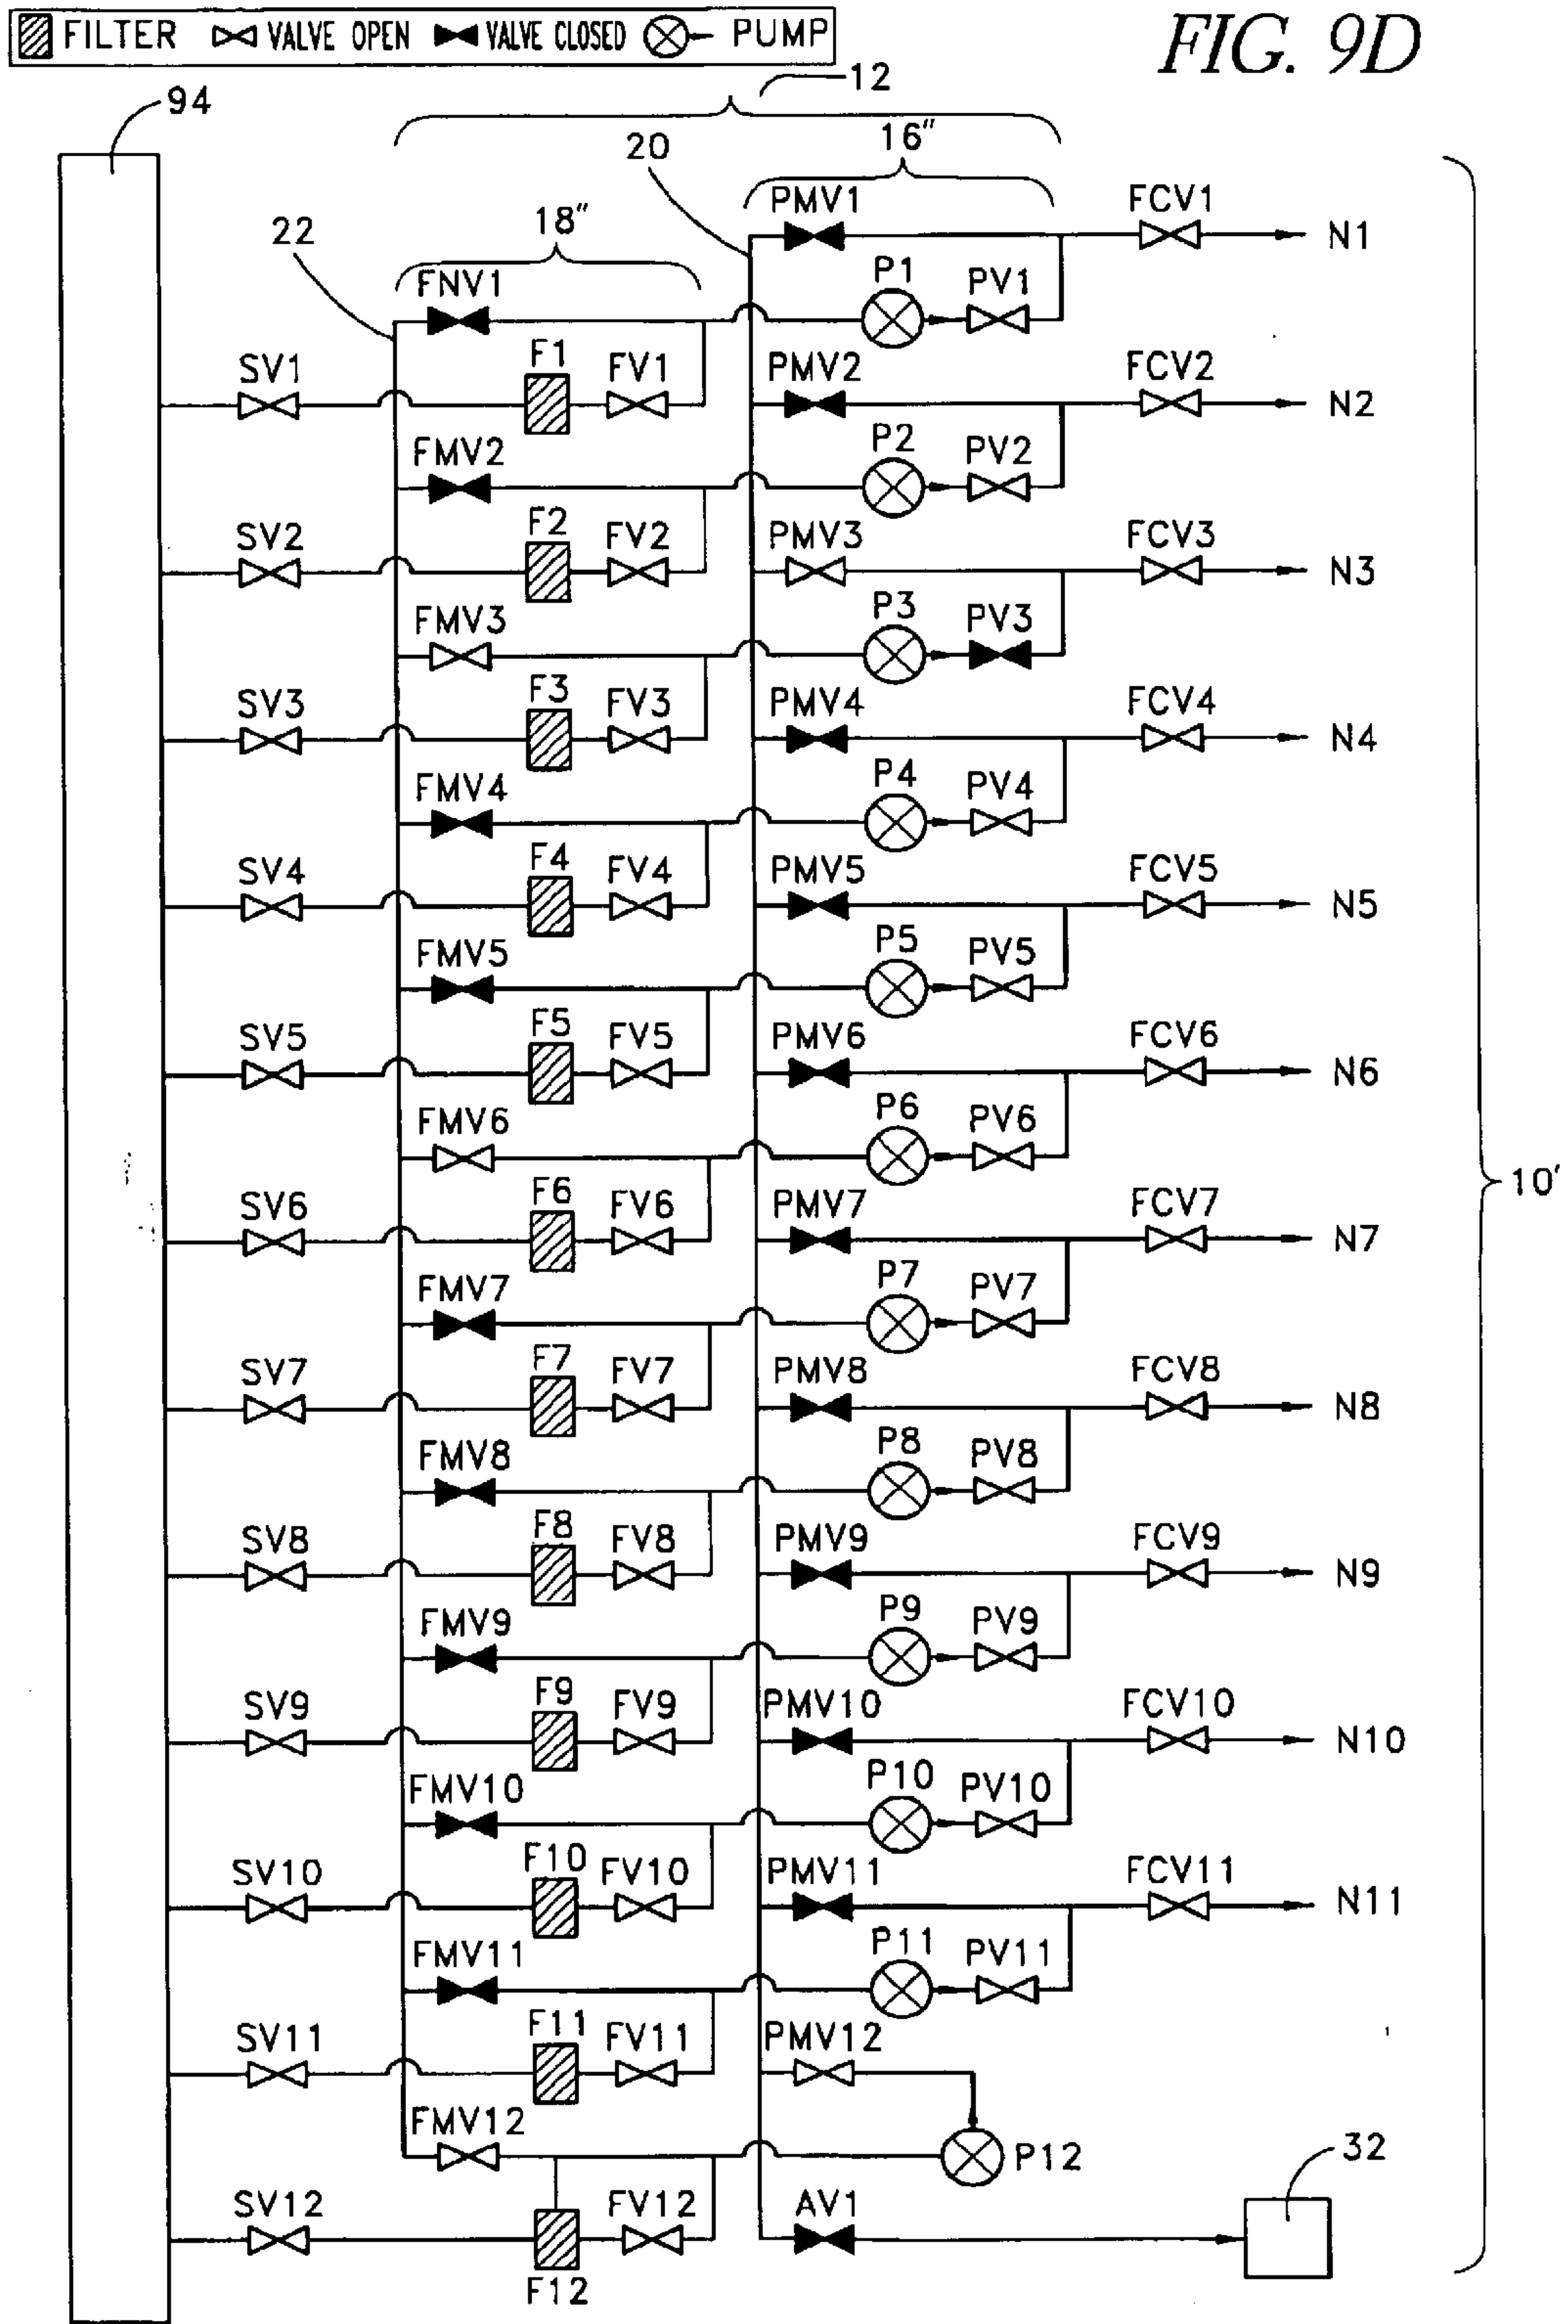 FILTER VALVE OPEN VALVE CLOSED PUMP
FIG. 9D
12
94
20
16"
PMV1 FCV1 N1
22
18"
FNV1 P1 PV1
SV1 F1 FV1 PMV2 FCV2 N2
FMV2 P2 PV2
SV2 F2 FV2 PMV3 FCV3 N3
FMV3 P3 PV3
SV3 F3 FV3 PMV4 FCV4 N4
FMV4 P4 PV4
SV4 F4 FV4 PMV5 FCV5 N5
FMV5 P5 PV5
SV5 F5 FV5 PMV6 FCV6 N6
FMV6 P6 PV6
10'
SV6 F6 FV6 PMV7 FCV7 N7
FMV7 P7 PV7
SV7 F7 FV7 PMV8 FCV8 N8
FMV8 P8 PV8
SV8 F8 FV8 PMV9 FCV9 N9
FMV9 P9 PV9
SV9 F9 FV9 PMV10 FCV10 N10
FMV10 P10 PV10
SV10 F10 FV10 PMV11 FCV11 N11
FMV11 P11 PV11
SV11 F11 FV11 PMV12
FMV12 P12 32
SV12 FV12 AV1
F12